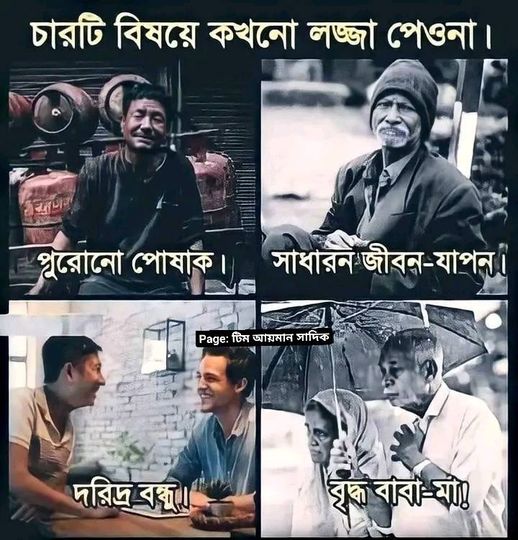 চারটি বিষয়ে কখনো লজ্জা পেওনা।
পুরোনো পোষাক।
সাধারন জীবন-যাপন।
Page: টিম আয়মান সাদিক
দরিদ্র বন্ধু।
বৃদ্ধ বাবা-মা!